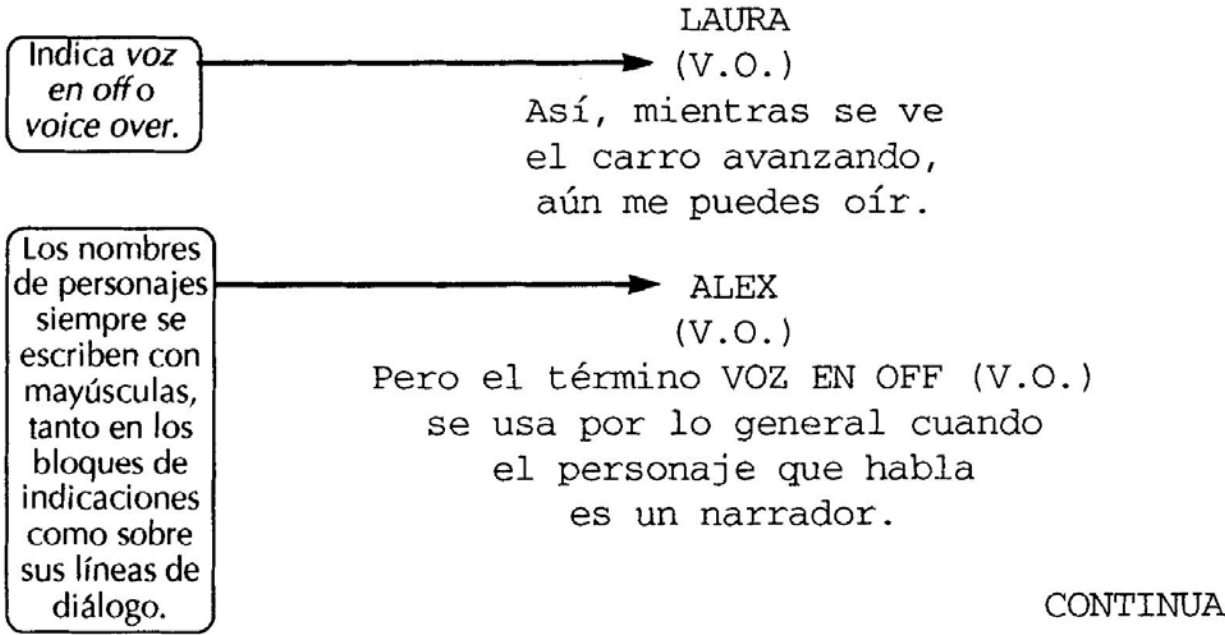 Indica voz
en off o
voice over.
LAURA
(V.O.)
Así, mientras se ve
el carro avanzando,
aún me puedes oír.
Los nombres
de personajes
siempre se
escriben con
mayúsculas,
tanto en los
bloques de
indicaciones
como sobre
sus líneas de
diálogo.
ALEX
(V.O.)
Pero el término VOZ EN OFF (V.O.)
se usa por lo general cuando
el personaje que habla
es un narrador.
CONTINUA